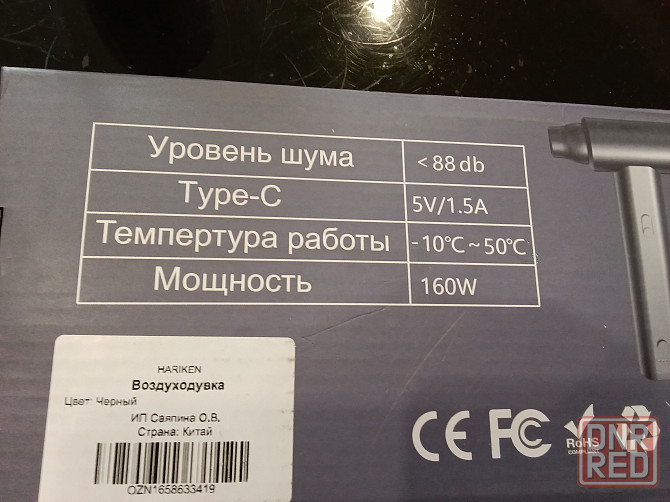 Уровень шума < 88 db
Type-C 5V/1.5A
Темпертура работы -10℃ ~ 50℃
Мощность 160W
HARIKEN
Воздуходувка
Цвет: Черный
ИП Саяпина О.В.
Страна: Китай
OZN1658633419
CE FC RoHS
COMPLIANT
DNR
RED